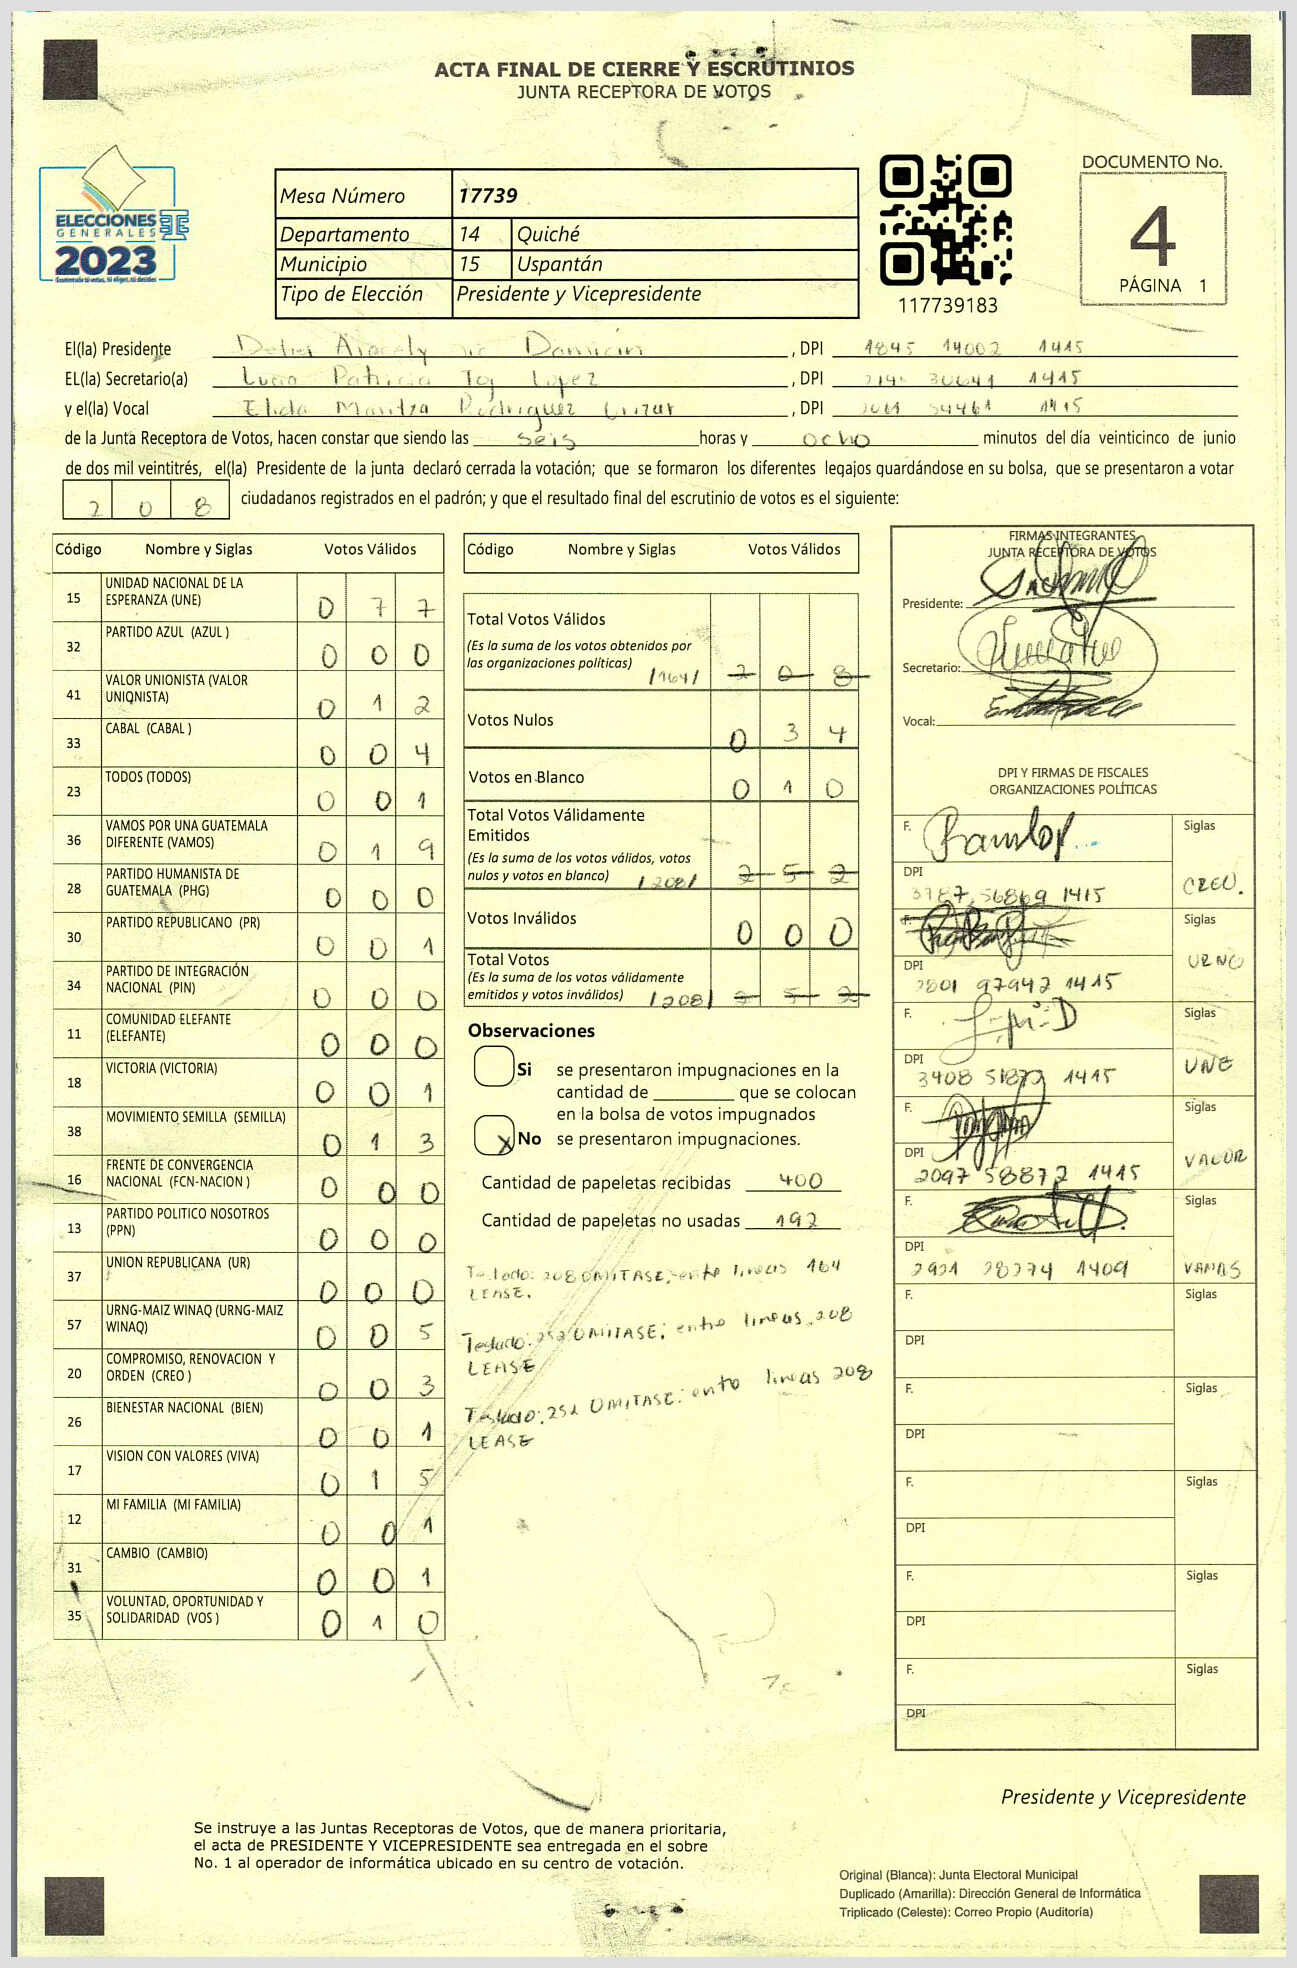 ACTA FINAL DE CIERRE Y ESCRUTINIOS
JUNTA RECEPTORA DE VOTOS
ELECCIONES
GENERALES
2023
Mesa Número 17739
Departamento 14 Quiché
Municipio 15 Uspantán
Tipo de Elección Presidente y Vicepresidente
117739183
DOCUMENTO No.
4
PÁGINA 1
El(la) Presidente Aracely , DPI 1845 14002 1415
EL(la) Secretario(a) Patricia Lopez , DPI 30641 1415
y el(la) Vocal Elida Maritza Rodriguez , DPI 54461 1415
de la Junta Receptora de Votos, hacen constar que siendo las seis horas y ocho minutos del día veinticinco de junio
de dos mil veintitrés, el(la) Presidente de la junta declaró cerrada la votación; que se formaron los diferentes legajos guardándose en su bolsa, que se presentaron a votar
2 0 8 ciudadanos registrados en el padrón; y que el resultado final del escrutinio de votos es el siguiente:
Código Nombre y Siglas Votos Válidos
15 UNIDAD NACIONAL DE LA ESPERANZA (UNE) 0 7 7
32 PARTIDO AZUL (AZUL ) 0 0 0
41 VALOR UNIONISTA (VALOR UNIONISTA) 0 1 2
33 CABAL (CABAL ) 0 0 4
23 TODOS (TODOS) 0 0 1
36 VAMOS POR UNA GUATEMALA DIFERENTE (VAMOS) 0 1 9
28 PARTIDO HUMANISTA DE GUATEMALA (PHG) 0 0 0
30 PARTIDO REPUBLICANO (PR) 0 0 1
34 PARTIDO DE INTEGRACIÓN NACIONAL (PIN) 0 0 0
11 COMUNIDAD ELEFANTE (ELEFANTE) 0 0 0
18 VICTORIA (VICTORIA) 0 0 1
38 MOVIMIENTO SEMILLA (SEMILLA) 0 1 3
16 FRENTE DE CONVERGENCIA NACIONAL (FCN-NACION ) 0 0 0
13 PARTIDO POLITICO NOSOTROS (PPN) 0 0 0
37 UNION REPUBLICANA (UR) 0 0 0
57 URNG-MAIZ WINAQ (URNG-MAIZ WINAQ) 0 0 5
20 COMPROMISO, RENOVACION Y ORDEN (CREO ) 0 0 3
26 BIENESTAR NACIONAL (BIEN) 0 0 1
17 VISION CON VALORES (VIVA) 0 1 5
12 MI FAMILIA (MI FAMILIA) 0 0 1
31 CAMBIO (CAMBIO) 0 0 1
35 VOLUNTAD, OPORTUNIDAD Y SOLIDARIDAD (VOS ) 0 1 0
Código Nombre y Siglas Votos Válidos
Total Votos Válidos
(Es la suma de los votos obtenidos por
las organizaciones políticas) /164/ 2 0 8
Votos Nulos 0 3 4
Votos en Blanco 0 1 0
Total Votos Válidamente
Emitidos
(Es la suma de los votos válidos, votos
nulos y votos en blanco) /208/ 2 5 2
Votos Inválidos 0 0 0
Total Votos
(Es la suma de los votos válidamente
emitidos y votos inválidos) /208/ 2 5 2
Observaciones
Si se presentaron impugnaciones en la
cantidad de ________ que se colocan
en la bolsa de votos impugnados
X No se presentaron impugnaciones.
Cantidad de papeletas recibidas 400
Cantidad de papeletas no usadas 192
Testado: 208 OMITASE; entre lineas 164
LEASE.
Testado: 252 OMITASE; entre lineas 208
LEASE
Testado: 252 OMITASE: entre lineas 208
LEASE
FIRMAS INTEGRANTES
JUNTA RECEPTORA DE VOTOS
Presidente:
Secretario:
Vocal:
DPI Y FIRMAS DE FISCALES
ORGANIZACIONES POLÍTICAS
F. Siglas
DPI 56869 1415 CREO.
F. Siglas
DPI 97942 1415
F. Siglas
DPI 3408 1415 UNE
F. Siglas
DPI 2097 58872 1415 VALOR
F. Siglas
DPI 2921 28274 1409 VAMOS
F. Siglas
DPI
F. Siglas
DPI
F. Siglas
DPI
F. Siglas
DPI
F. Siglas
DPI
Presidente y Vicepresidente
Se instruye a las Juntas Receptoras de Votos, que de manera prioritaria,
el acta de PRESIDENTE Y VICEPRESIDENTE sea entregada en el sobre
No. 1 al operador de informática ubicado en su centro de votación.
Original (Blanca): Junta Electoral Municipal
Duplicado (Amarilla): Dirección General de Informática
Triplicado (Celeste): Correo Propio (Auditoría)